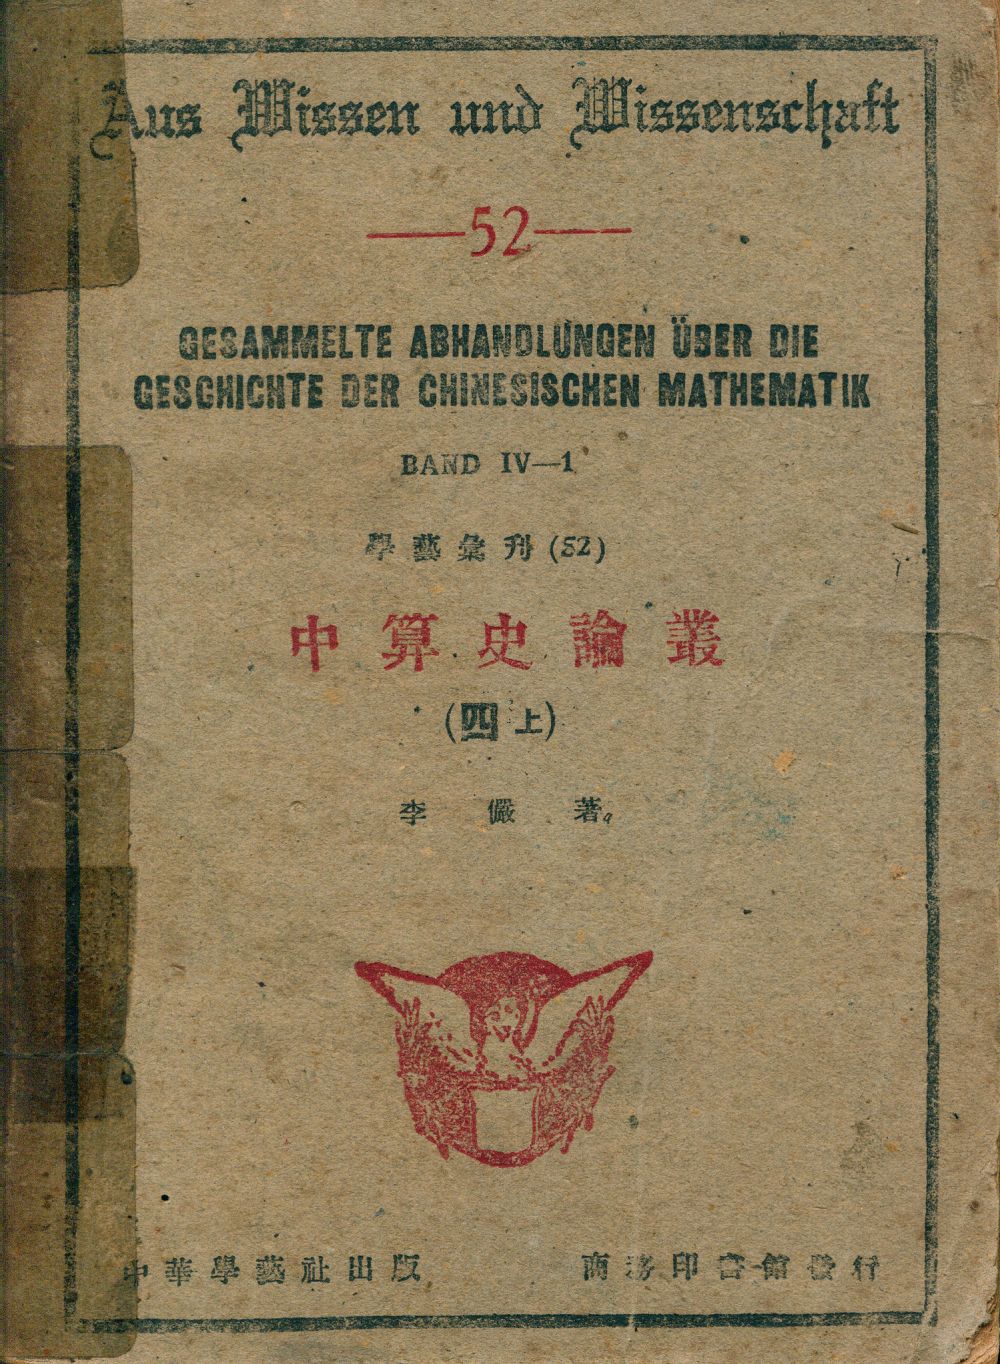 Aus Wissen und Wissenschaft
—52—
GESAMMELTE ABHANDLUNGEN ÜBER DIE
GESCHICHTE DER CHINESISCHEN MATHEMATIK
BAND IV—1
學藝彙刋(52)
中算史論叢
(四上)
李儼著
中華學藝社出版 商務印書館發行